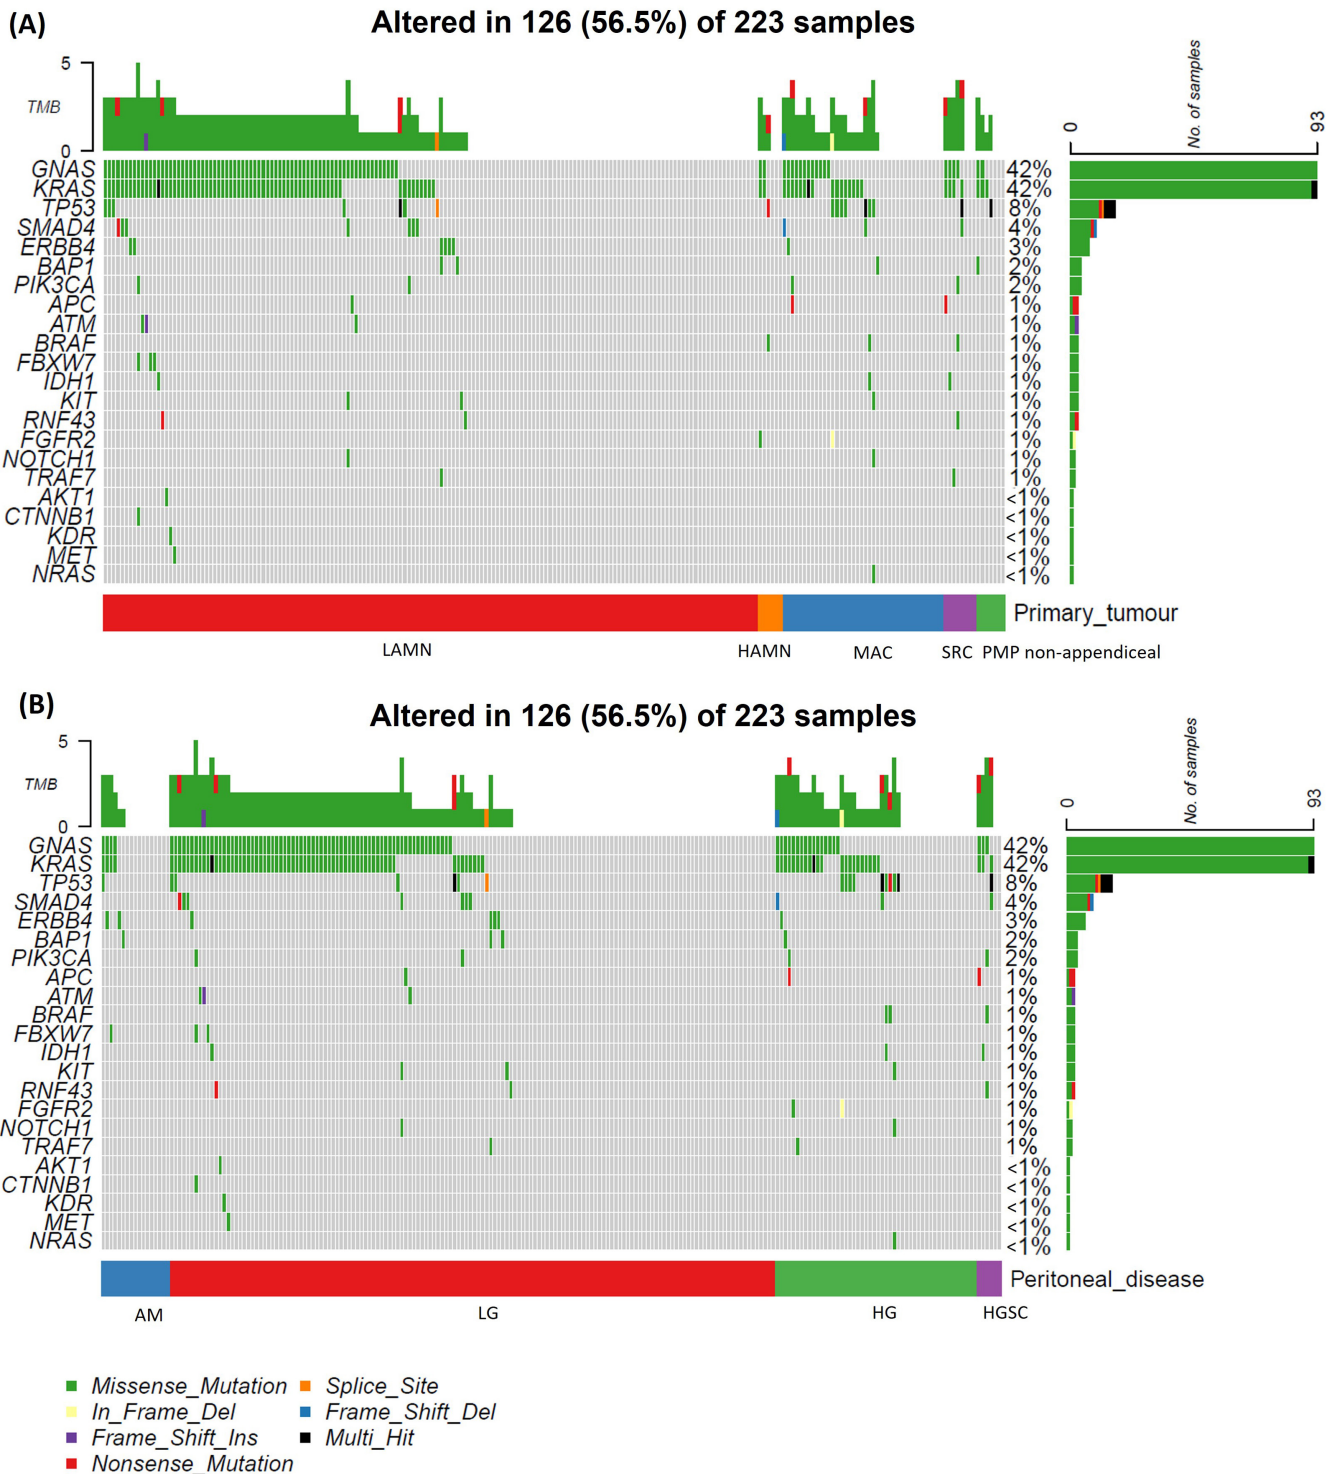 (A)
Altered in 126 (56.5%) of 223 samples
5
TMB
0
No. of samples
0
93
GNAS 42%
KRAS 42%
TP53 8%
SMAD4 4%
ERBB4 3%
BAP1 2%
PIK3CA 2%
APC 1%
ATM 1%
BRAF 1%
FBXW7 1%
IDH1 1%
KIT 1%
RNF43 1%
FGFR2 1%
NOTCH1 1%
TRAF7 1%
AKT1 <1%
CTNNB1 <1%
KDR <1%
MET <1%
NRAS <1%
Primary_tumour
LAMN HAMN MAC SRC PMP non-appendiceal
(B)
Altered in 126 (56.5%) of 223 samples
5
TMB
0
No. of samples
0
93
GNAS 42%
KRAS 42%
TP53 8%
SMAD4 4%
ERBB4 3%
BAP1 2%
PIK3CA 2%
APC 1%
ATM 1%
BRAF 1%
FBXW7 1%
IDH1 1%
KIT 1%
RNF43 1%
FGFR2 1%
NOTCH1 1%
TRAF7 1%
AKT1 <1%
CTNNB1 <1%
KDR <1%
MET <1%
NRAS <1%
Peritoneal_disease
AM LG HG HGSC
Missense_Mutation Splice_Site
In_Frame_Del Frame_Shift_Del
Frame_Shift_Ins Multi_Hit
Nonsense_Mutation